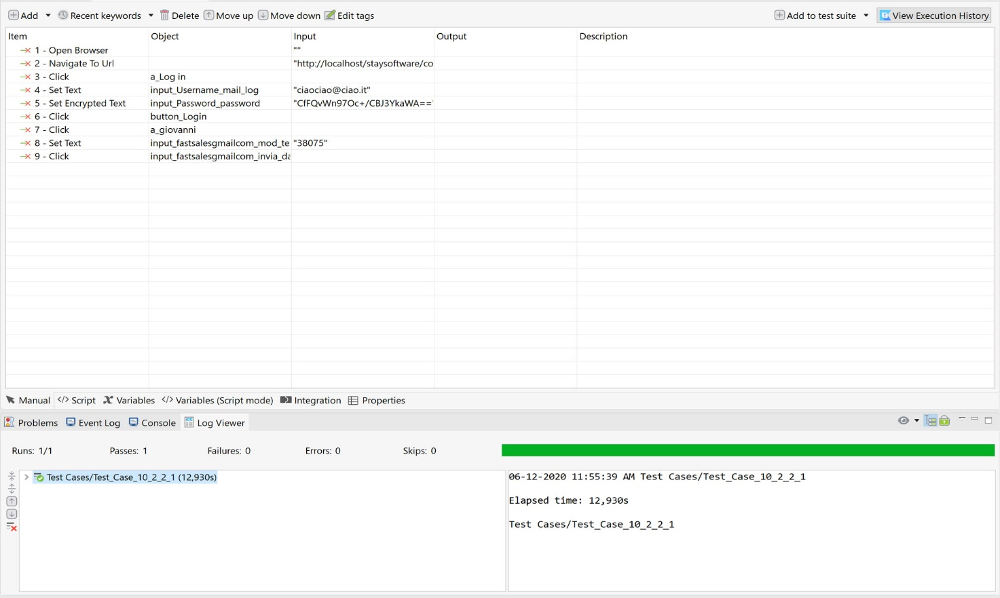 Add Recent keywords Delete Move up Move down Edit tags Add to test suite View Execution History
Item Object Input Output Description
1 - Open Browser ""
2 - Navigate To Url "http://localhost/staysoftware/co
3 - Click a_Log in
4 - Set Text input_Username_mail_log "ciaociao@ciao.it"
5 - Set Encrypted Text input_Password_password "CfFQvWn97Oc+/CBJ3YkaWA=="
6 - Click button_Login
7 - Click a_giovanni
8 - Set Text input_fastsalesgmailcom_mod_te "38075"
9 - Click input_fastsalesgmailcom_invia_da
Manual </> Script Variables </> Variables (Script mode) Integration Properties
Problems Event Log Console Log Viewer
Runs: 1/1 Passes: 1 Failures: 0 Errors: 0 Skips: 0
Test Cases/Test_Case_10_2_2_1 (12,930s)
06-12-2020 11:55:39 AM Test Cases/Test_Case_10_2_2_1
Elapsed time: 12,930s
Test Cases/Test_Case_10_2_2_1